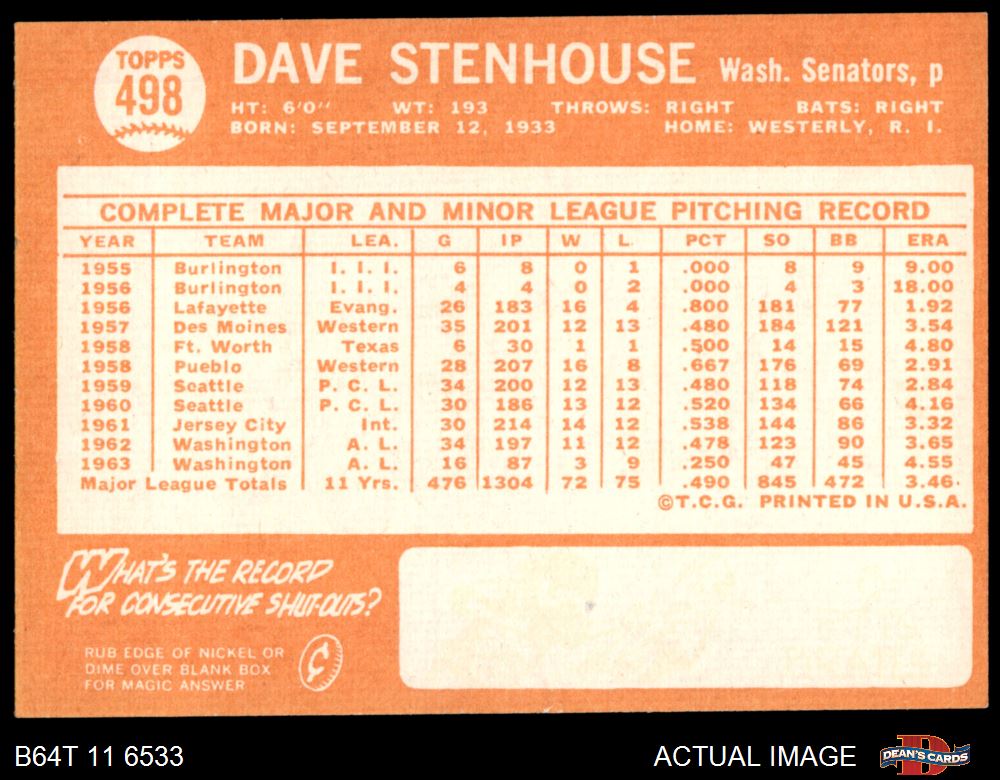 TOPPS
498
DAVE STENHOUSE Wash. Senators, p
HT: 6'0" WT: 193 THROWS: RIGHT BATS: RIGHT
BORN: SEPTEMBER 12, 1933 HOME: WESTERLY, R. I.
COMPLETE MAJOR AND MINOR LEAGUE PITCHING RECORD
YEAR TEAM LEA. G IP W L PCT SO BB ERA
1955 Burlington I. I. I. 6 8 0 1 .000 8 9 9.00
1956 Burlington I. I. I. 4 4 0 2 .000 4 3 18.00
1956 Lafayette Evang. 26 183 16 4 .800 181 77 1.92
1957 Des Moines Western 35 201 12 13 .480 184 121 3.54
1958 Ft. Worth Texas 6 30 1 1 .500 14 15 4.80
1958 Pueblo Western 28 207 16 8 .667 176 69 2.91
1959 Seattle P. C. L. 34 200 12 13 .480 118 74 2.84
1960 Seattle P. C. L. 30 186 13 12 .520 134 66 4.16
1961 Jersey City Int. 30 214 14 12 .538 144 86 3.32
1962 Washington A. L. 34 197 11 12 .478 123 90 3.65
1963 Washington A. L. 16 87 3 9 .250 47 45 4.55
Major League Totals 11 Yrs. 476 1304 72 75 .490 845 472 3.46
©T.C.G. PRINTED IN U.S.A.
WHAT'S THE RECORD
FOR CONSECUTIVE SHUT-OUTS?
RUB EDGE OF NICKEL OR
DIME OVER BLANK BOX
FOR MAGIC ANSWER
¢
B64T 11 6533 ACTUAL IMAGE DEAN'S CARDS